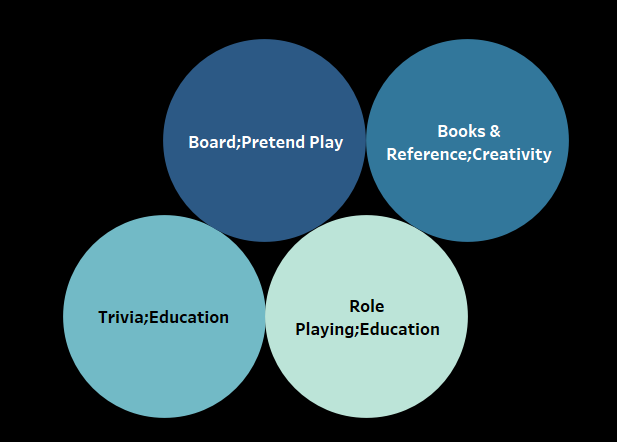 Board;Pretend Play
Books &
Reference;Creativity
Trivia;Education
Role
Playing;Education